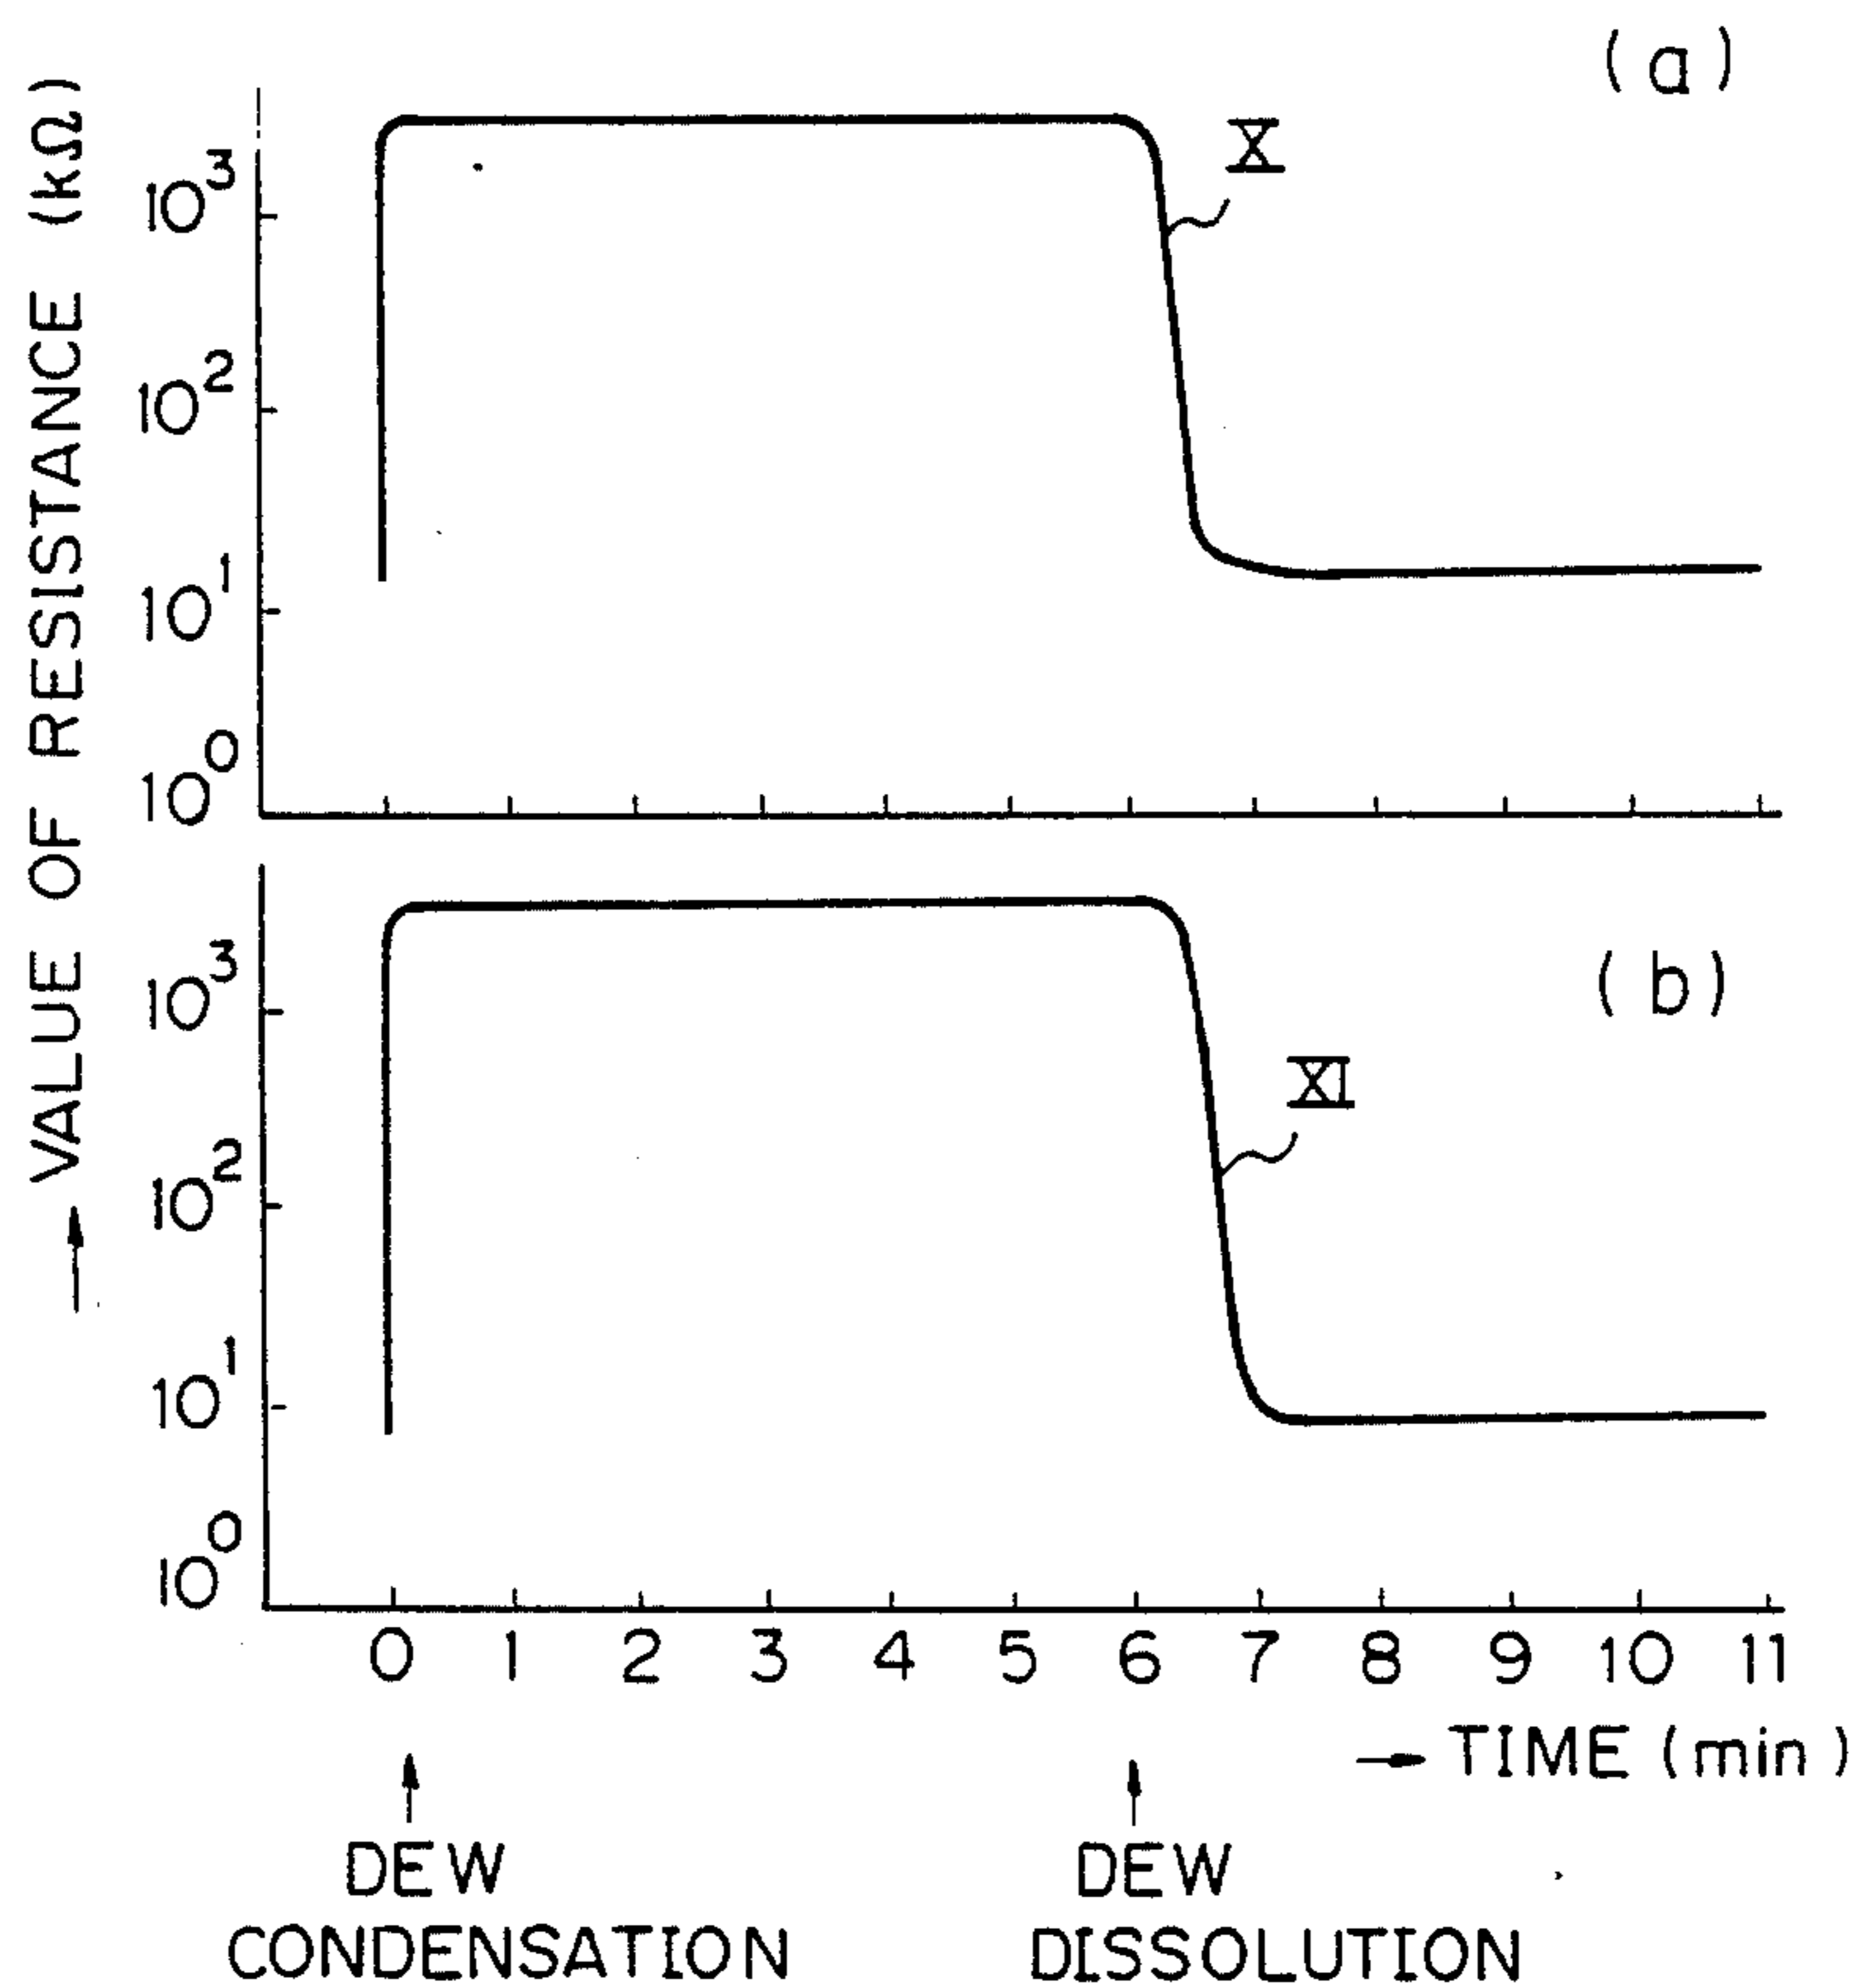 VALUE OF RESISTANCE (kΩ)
(a)
X
10³
10²
10¹
10⁰
(b)
XI
10³
10²
10¹
10⁰
0 1 2 3 4 5 6 7 8 9 10 11
TIME (min)
DEW
CONDENSATION
DEW
DISSOLUTION